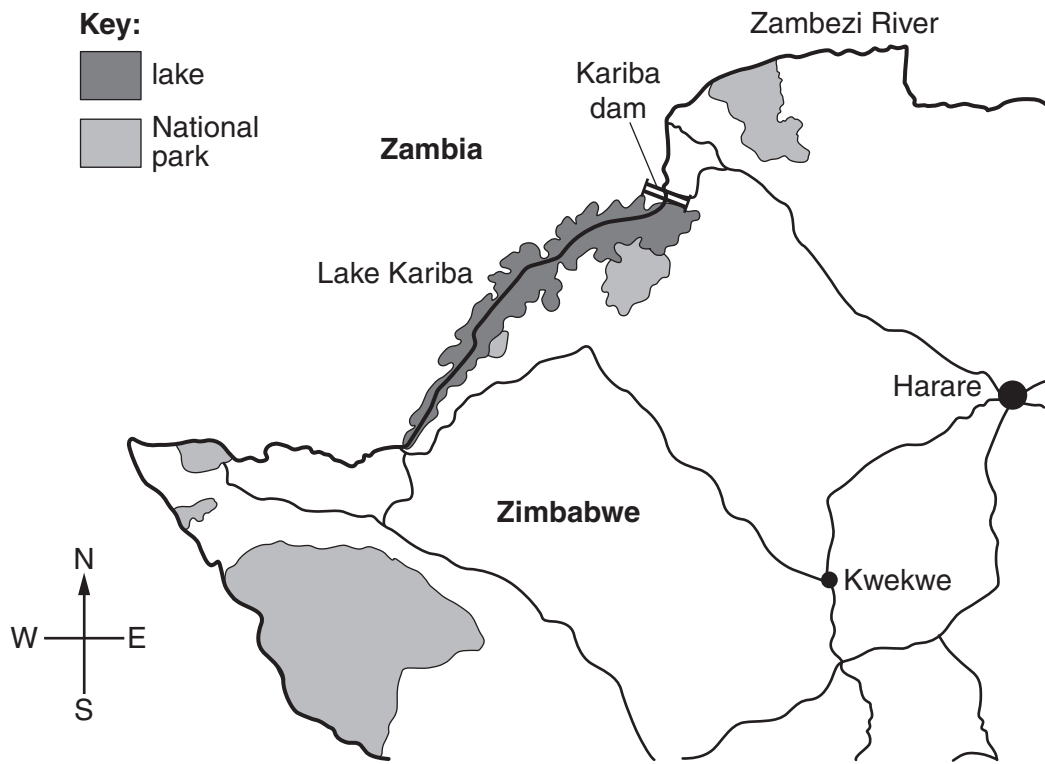 Key:
lake
National
park
Zambezi River
Kariba
dam
Zambia
Lake Kariba
Harare
Zimbabwe
Kwekwe
N
W
E
S